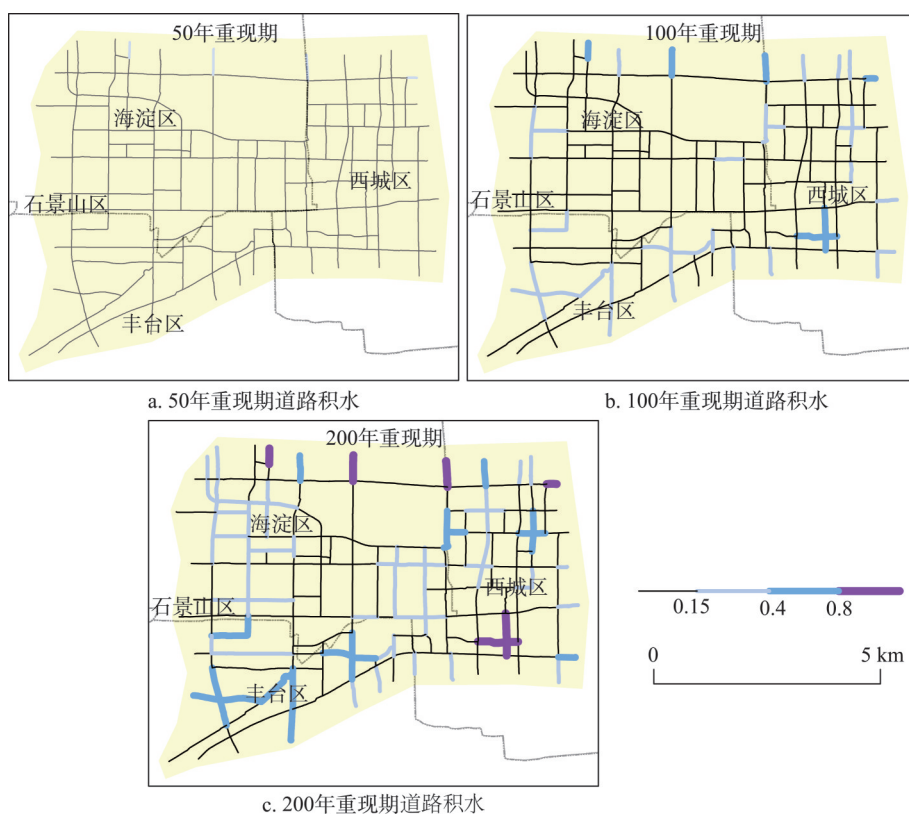 50年重现期
海淀区
西城区
石景山区
丰台区
a. 50年重现期道路积水
100年重现期
海淀区
西城区
石景山区
丰台区
b. 100年重现期道路积水
200年重现期
海淀区
西城区
石景山区
丰台区
c. 200年重现期道路积水
0.15 0.4 0.8
0 5 km